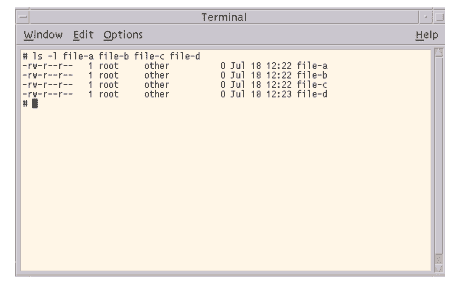 Terminal
Window Edit Options Help
# ls -l file-a file-b file-c file-d
-rw-r--r-- 1 root other 0 Jul 18 12:22 file-a
-rw-r--r-- 1 root other 0 Jul 18 12:22 file-b
-rw-r--r-- 1 root other 0 Jul 18 12:22 file-c
-rw-r--r-- 1 root other 0 Jul 18 12:23 file-d
#